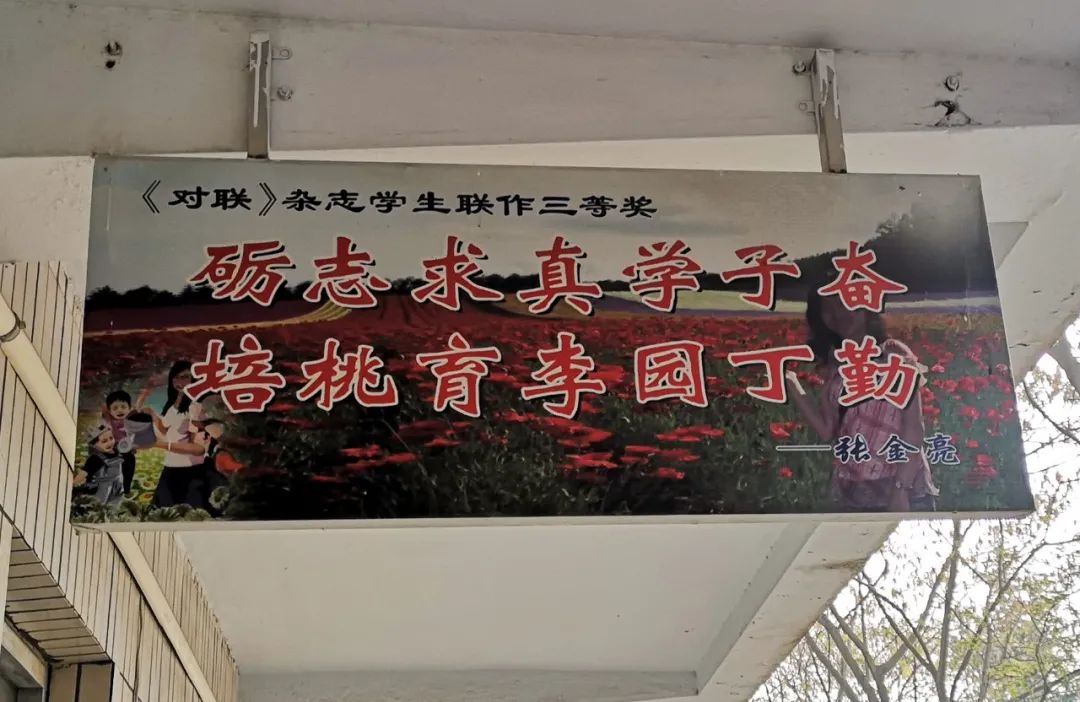 《对联》杂志学生联作三等奖
砺志求真学子奋
培桃育李园丁勤
——张金亮